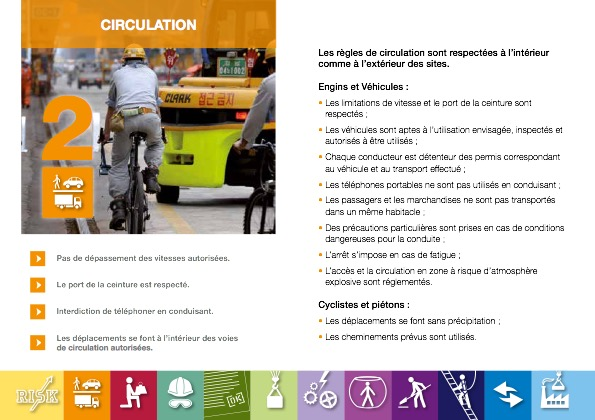 CIRCULATION
CLARK
접근 금지
2
Pas de dépassement des vitesses autorisées.
Le port de la ceinture est respecté.
Interdiction de téléphoner en conduisant.
Les déplacements se font à l'intérieur des voies
de circulation autorisées.
Les règles de circulation sont respectées à l'intérieur
comme à l'extérieur des sites.
Engins et Véhicules :
• Les limitations de vitesse et le port de la ceinture sont
respectés ;
• Les véhicules sont aptes à l'utilisation envisagée, inspectés et
autorisés à être utilisés ;
• Chaque conducteur est détenteur des permis correspondant
au véhicule et au transport effectué ;
• Les téléphones portables ne sont pas utilisés en conduisant ;
• Les passagers et les marchandises ne sont pas transportés
dans un même habitacle ;
• Des précautions particulières sont prises en cas de conditions
dangereuses pour la conduite ;
• L'arrêt s'impose en cas de fatigue ;
• L'accès et la circulation en zone à risque d'atmosphère
explosive sont réglementés.
Cyclistes et piétons :
• Les déplacements se font sans précipitation ;
• Les cheminements prévus sont utilisés.
RISK
OK